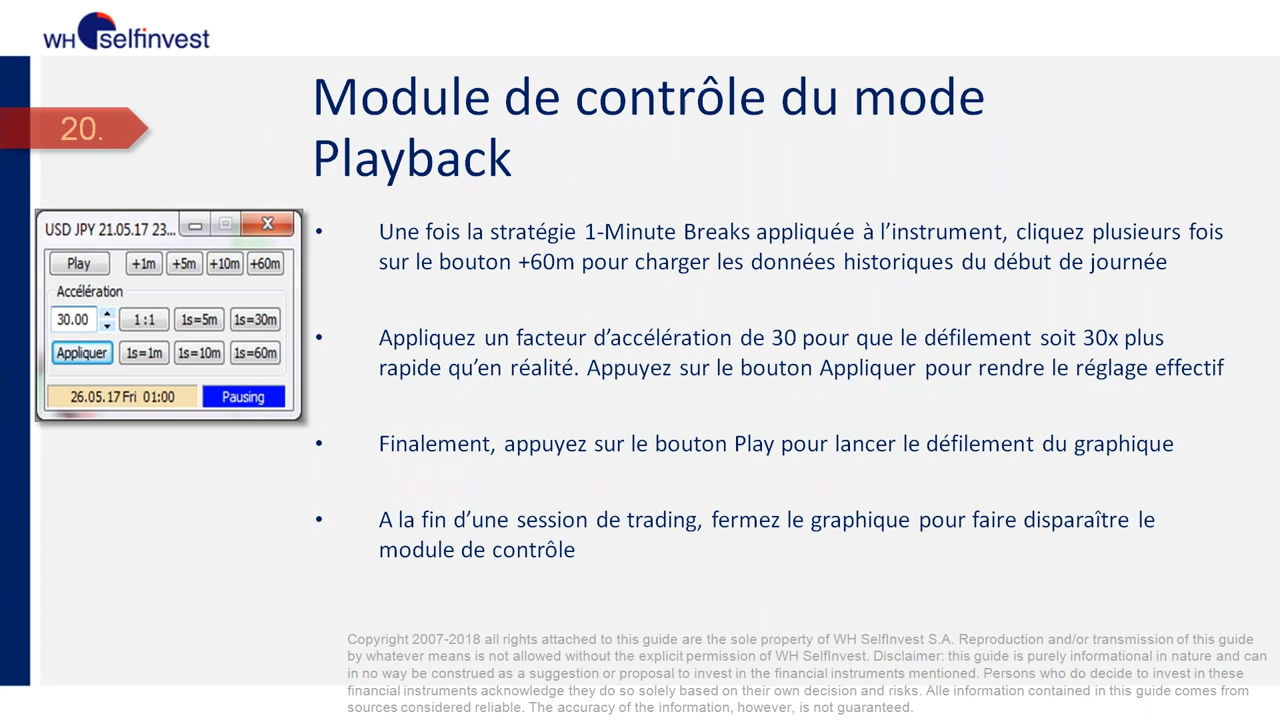 WH selfinvest
20.
Module de contrôle du mode
Playback
USD JPY 21.05.17 23...
Play +1m +5m +10m +60m
Accélération
30.00 1:1 1s=5m 1s=30m
Appliquer 1s=1m 1s=10m 1s=60m
26.05.17 Fri 01:00 Pausing
• Une fois la stratégie 1-Minute Breaks appliquée à l’instrument, cliquez plusieurs fois
sur le bouton +60m pour charger les données historiques du début de journée
• Appliquez un facteur d’accélération de 30 pour que le défilement soit 30x plus
rapide qu’en réalité. Appuyez sur le bouton Appliquer pour rendre le réglage effectif
• Finalement, appuyez sur le bouton Play pour lancer le défilement du graphique
• A la fin d’une session de trading, fermez le graphique pour faire disparaître le
module de contrôle
Copyright 2007-2018 all rights attached to this guide are the sole property of WH SelfInvest S.A. Reproduction and/or transmission of this guide
by whatever means is not allowed without the explicit permission of WH SelfInvest. Disclaimer: this guide is purely informational in nature and can
in no way be construed as a suggestion or proposal to invest in the financial instruments mentioned. Persons who do decide to invest in these
financial instruments acknowledge they do so solely based on their own decision and risks. Alle information contained in this guide comes from
sources considered reliable. The accuracy of the information, however, is not guaranteed.